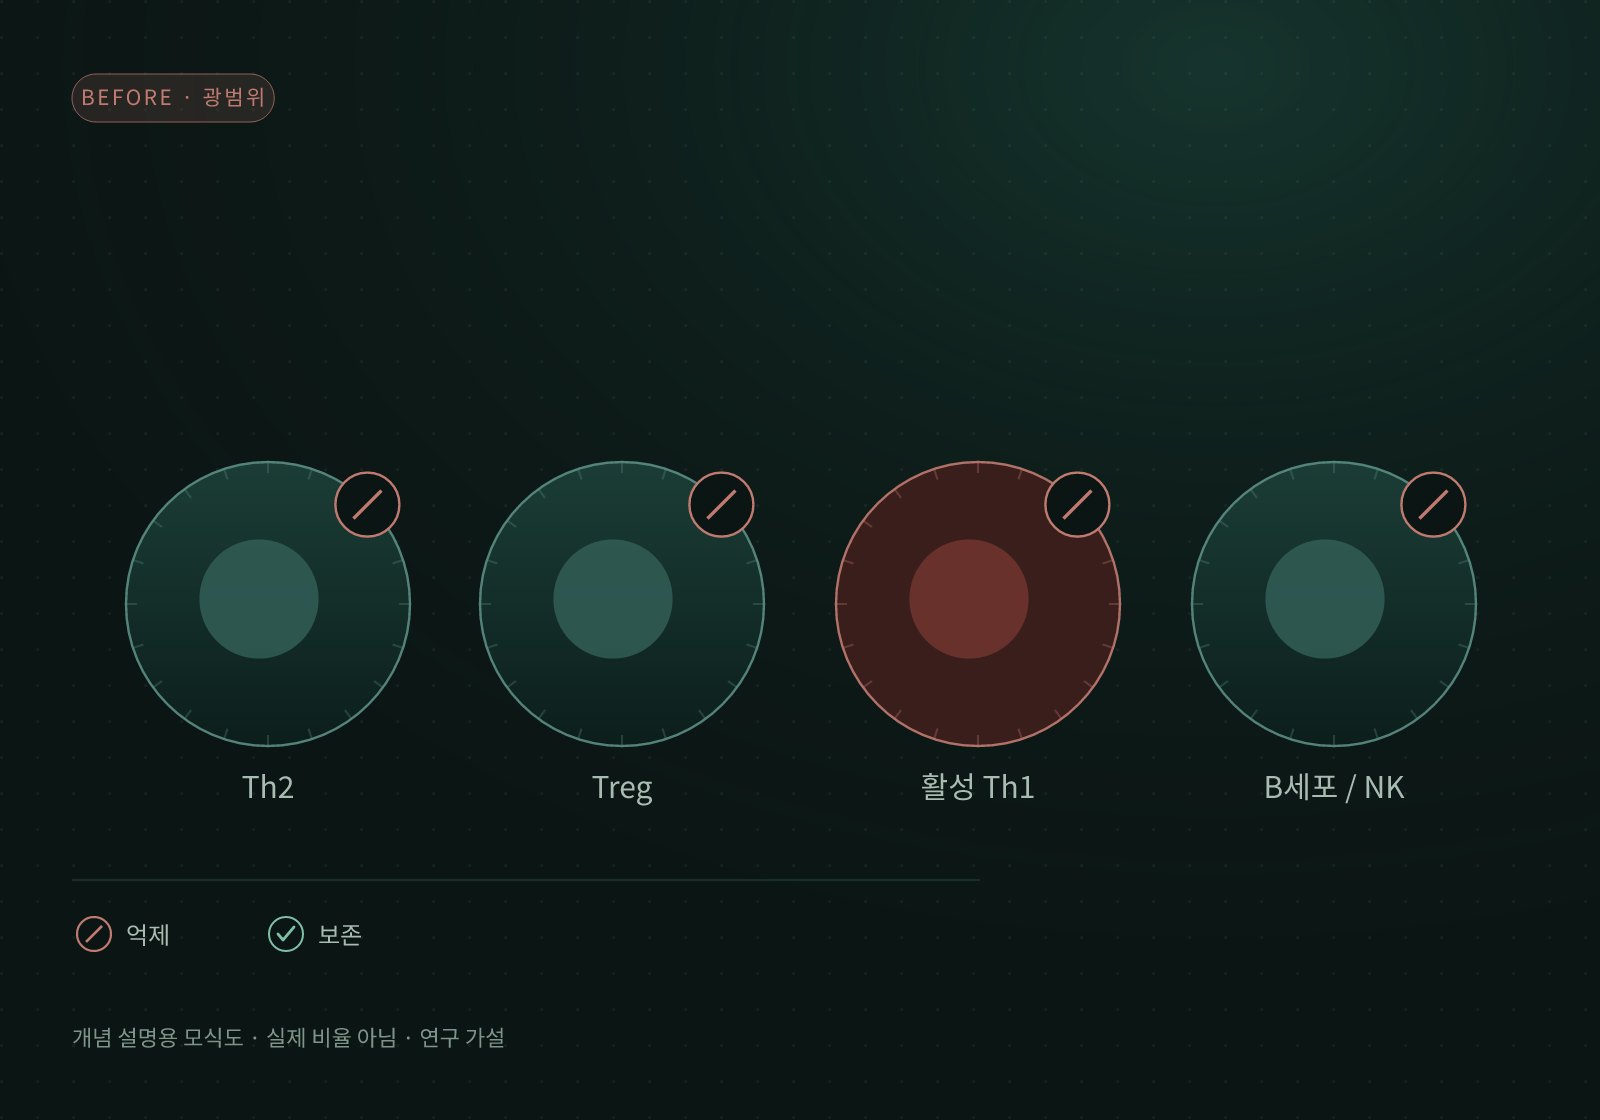 BEFORE · 광범위
Th2
Treg
활성 Th1
B세포 / NK
억제
보존
개념 설명용 모식도 · 실제 비율 아님 · 연구 가설